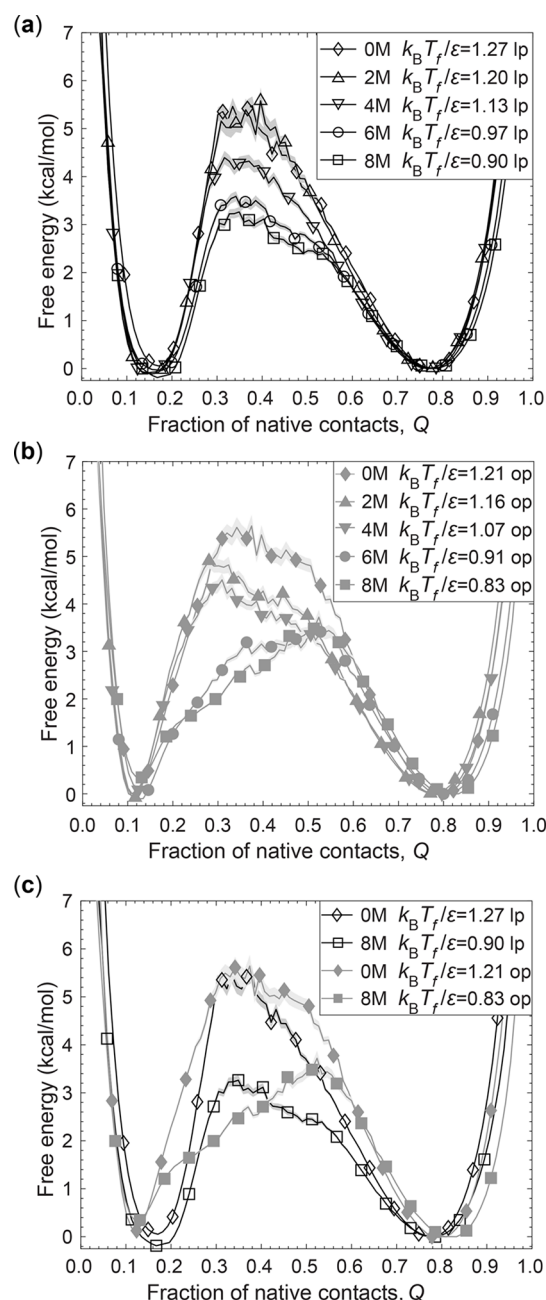 (a)
7
6
5
4
3
2
1
0
Free energy (kcal/mol)
0M k_BT_f/ε=1.27 lp
2M k_BT_f/ε=1.20 lp
4M k_BT_f/ε=1.13 lp
6M k_BT_f/ε=0.97 lp
8M k_BT_f/ε=0.90 lp
0.0 0.1 0.2 0.3 0.4 0.5 0.6 0.7 0.8 0.9 1.0
Fraction of native contacts, Q
(b)
7
6
5
4
3
2
1
0
Free energy (kcal/mol)
0M k_BT_f/ε=1.21 op
2M k_BT_f/ε=1.16 op
4M k_BT_f/ε=1.07 op
6M k_BT_f/ε=0.91 op
8M k_BT_f/ε=0.83 op
0.0 0.1 0.2 0.3 0.4 0.5 0.6 0.7 0.8 0.9 1.0
Fraction of native contacts, Q
(c)
7
6
5
4
3
2
1
0
Free energy (kcal/mol)
0M k_BT_f/ε=1.27 lp
8M k_BT_f/ε=0.90 lp
0M k_BT_f/ε=1.21 op
8M k_BT_f/ε=0.83 op
0.0 0.1 0.2 0.3 0.4 0.5 0.6 0.7 0.8 0.9 1.0
Fraction of native contacts, Q